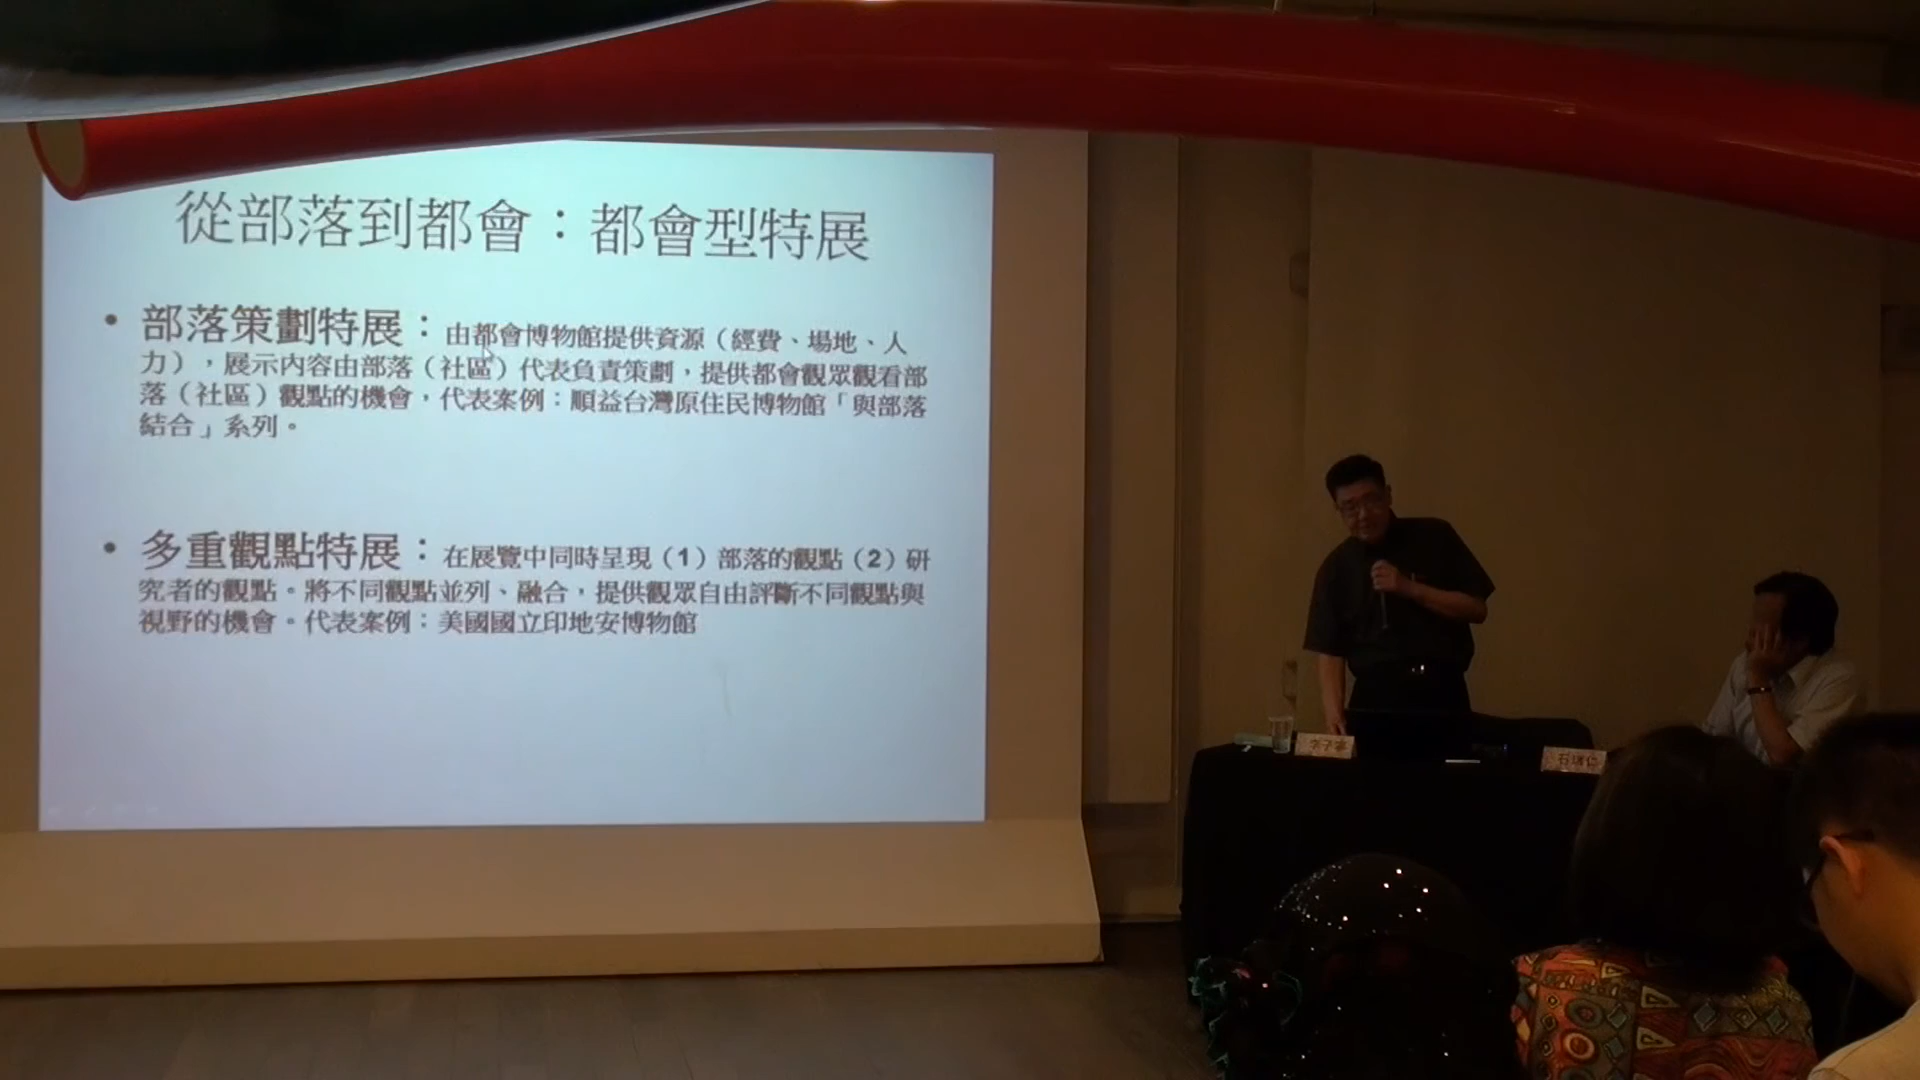 從部落到都會：都會型特展
• 部落策劃特展：由都會博物館提供資源（經費、場地、人
力），展示內容由部落（社區）代表負責策劃，提供都會觀眾觀看部
落（社區）觀點的機會，代表案例：順益台灣原住民博物館「與部落
結合」系列。
• 多重觀點特展：在展覽中同時呈現（1）部落的觀點（2）研
究者的觀點。將不同觀點並列、融合，提供觀眾自由評斷不同觀點與
視野的機會。代表案例：美國國立印地安博物館
李子寧